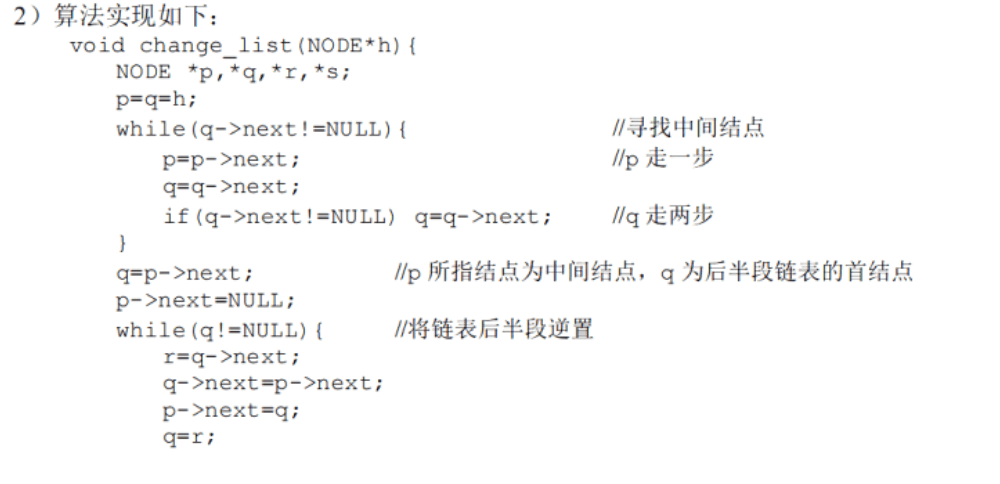 2）算法实现如下：
void change_list(NODE*h){
NODE *p,*q,*r,*s;
p=q=h;
while(q->next!=NULL){ //寻找中间结点
p=p->next; //p 走一步
q=q->next;
if(q->next!=NULL) q=q->next; //q 走两步
}
q=p->next; //p 所指结点为中间结点，q 为后半段链表的首结点
p->next=NULL;
while(q!=NULL){ //将链表后半段逆置
r=q->next;
q->next=p->next;
p->next=q;
q=r;